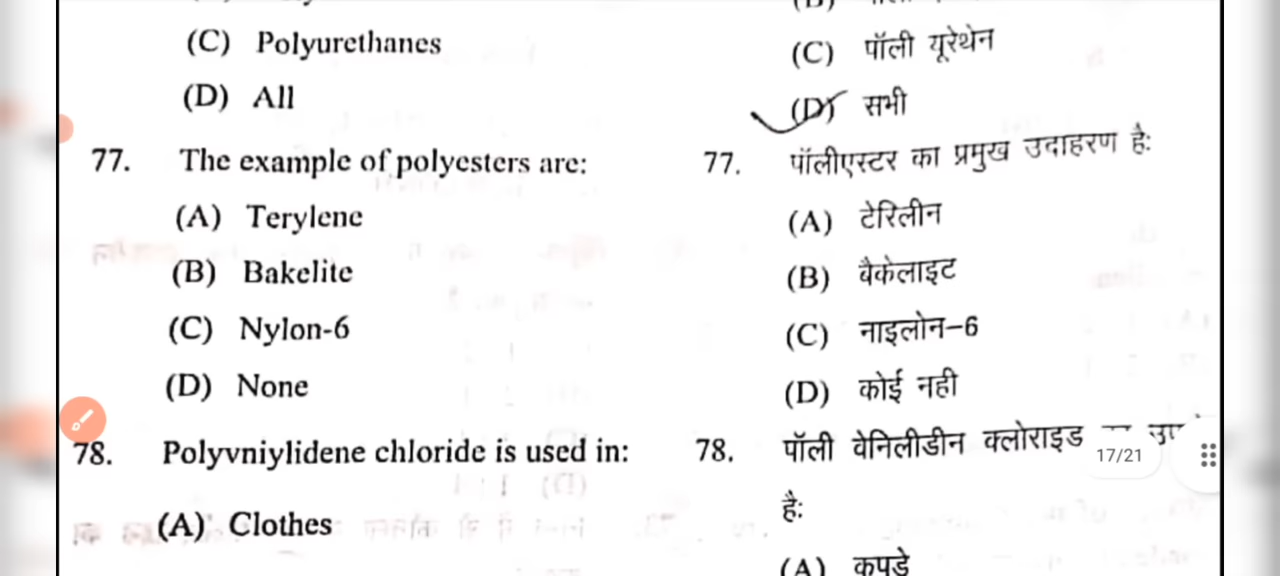 (C) Polyurethanes
(D) All
77. The example of polyesters are:
(A) Terylene
(B) Bakelite
(C) Nylon-6
(D) None
78. Polyvniylidene chloride is used in:
(A) Clothes
(C) पॉली यूरेथेन
(D) सभी
77. पॉलीएस्टर का प्रमुख उदाहरण है:
(A) टेरिलीन
(B) बैकेलाइट
(C) नाइलोन-6
(D) कोई नही
78. पॉली वेनिलीडीन क्लोराइड
है:
(A) कपड़े
17/21